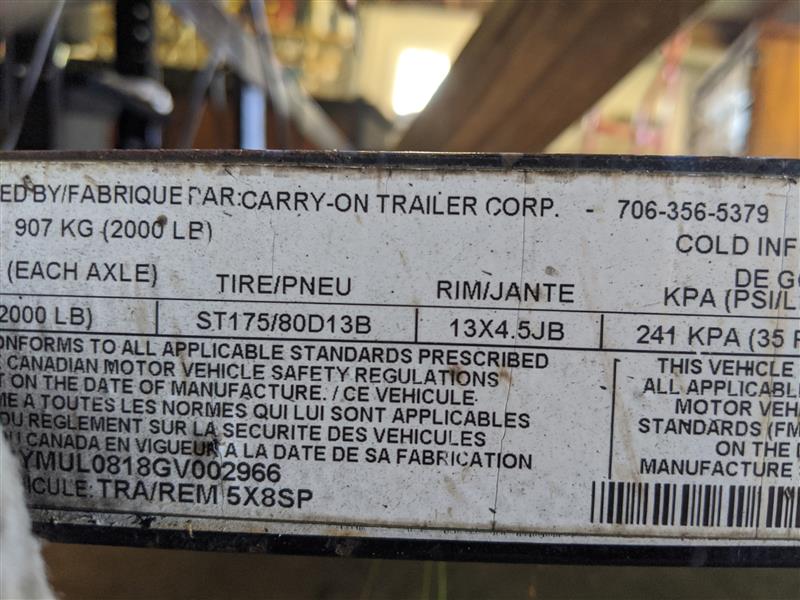 ED BY/FABRIQUE PAR:CARRY-ON TRAILER CORP. - 706-356-5379
907 KG (2000 LB)
COLD INF
(EACH AXLE) TIRE/PNEU RIM/JANTE DE GO
KPA (PSI/L
2000 LB) ST175/80D13B 13X4.5JB 241 KPA (35 P
ONFORMS TO ALL APPLICABLE STANDARDS PRESCRIBED
CANADIAN MOTOR VEHICLE SAFETY REGULATIONS
T ON THE DATE OF MANUFACTURE. / CE VEHICULE
ME A TOUTES LES NORMES QUI LUI SONT APPLICABLES
DU REGLEMENT SUR LA SECURITE DES VEHICULES
DU CANADA EN VIGUEUR A LA DATE DE SA FABRICATION
THIS VEHICLE
ALL APPLICABL
MOTOR VEH
STANDARDS (FM
ON THE D
MANUFACTURE
YMUL0818GV002966
ICULE: TRA/REM 5X8SP